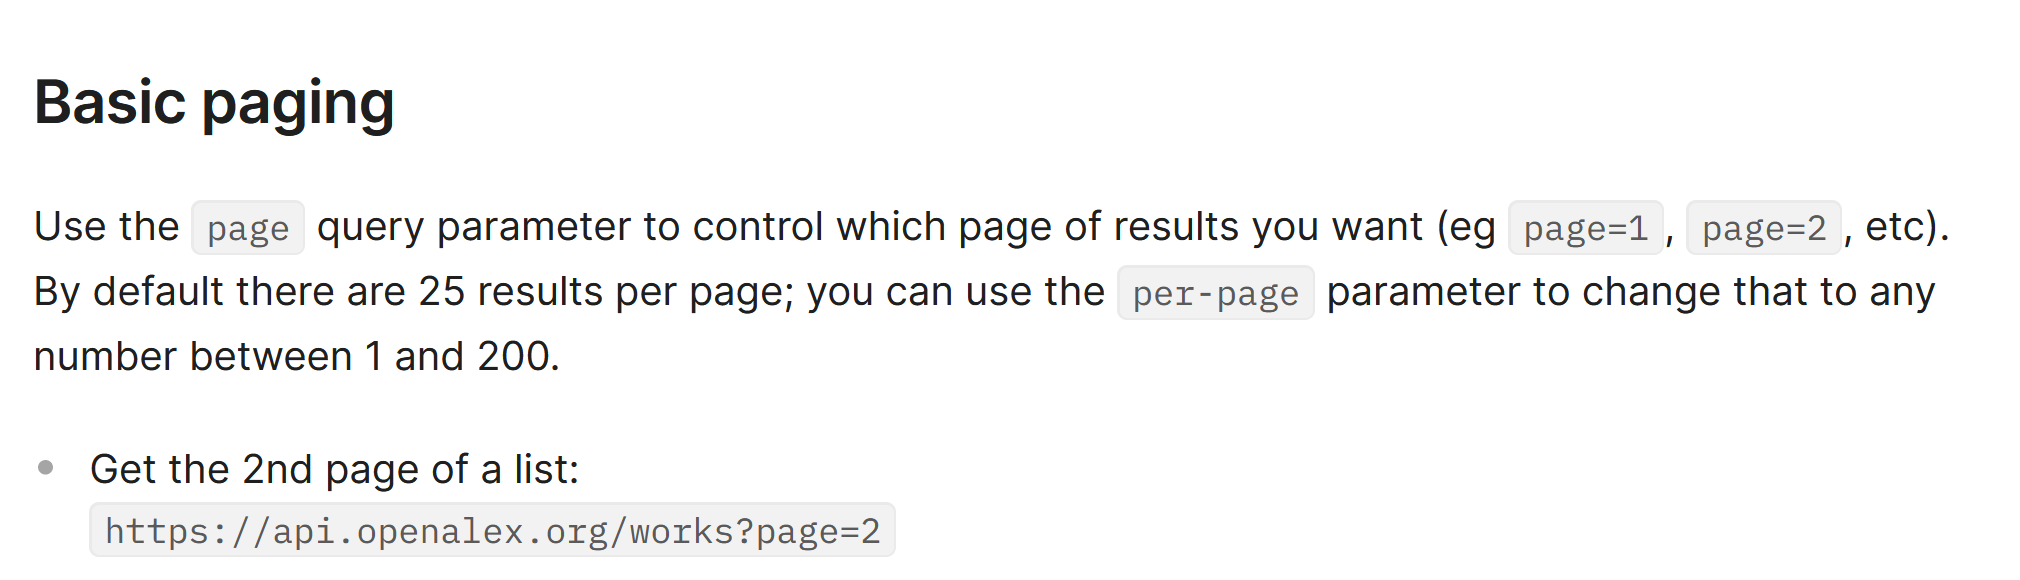 Basic paging
Use the page query parameter to control which page of results you want (eg page=1, page=2, etc).
By default there are 25 results per page; you can use the per-page parameter to change that to any
number between 1 and 200.
Get the 2nd page of a list:
https://api.openalex.org/works?page=2